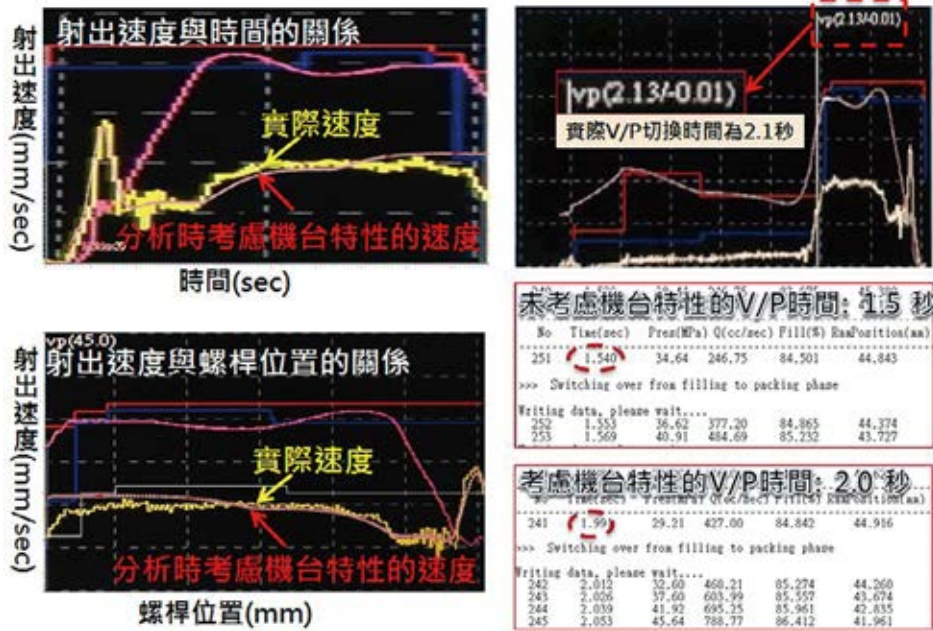 射出速度與時間的關係
實際速度
分析時考慮機台特性的速度
射出速度(mm/sec)
時間(sec)
vp(2.13/-0.01)
vp(2.13/-0.01)
實際V/P切換時間為2.1秒
vp(45.0)
射出速度與螺桿位置的關係
實際速度
分析時考慮機台特性的速度
射出速度(mm/sec)
螺桿位置(mm)
未考慮機台特性的V/P時間: 1.5 秒
No Time(sec) Pres(MPa) Q(cc/sec) Fill(%) RamPosition(mm)
251 1.540 34.64 246.75 84.501 44.843
>>> Switching over from filling to packing phase
Writing data, please wait....
252 1.553 36.62 377.20 84.865 44.374
253 1.569 40.91 484.69 85.232 43.727
考慮機台特性的V/P時間: 2.0 秒
No Time(sec) Pres(MPa) Q(cc/sec) Fill(%) RamPosition(mm)
241 1.99 29.21 427.00 84.842 44.916
>>> Switching over from filling to packing phase
Writing data, please wait....
242 2.012 32.60 468.21 85.274 44.260
243 2.026 37.60 603.99 85.557 43.674
244 2.039 41.92 695.25 85.961 42.835
245 2.053 45.64 788.77 86.412 41.961